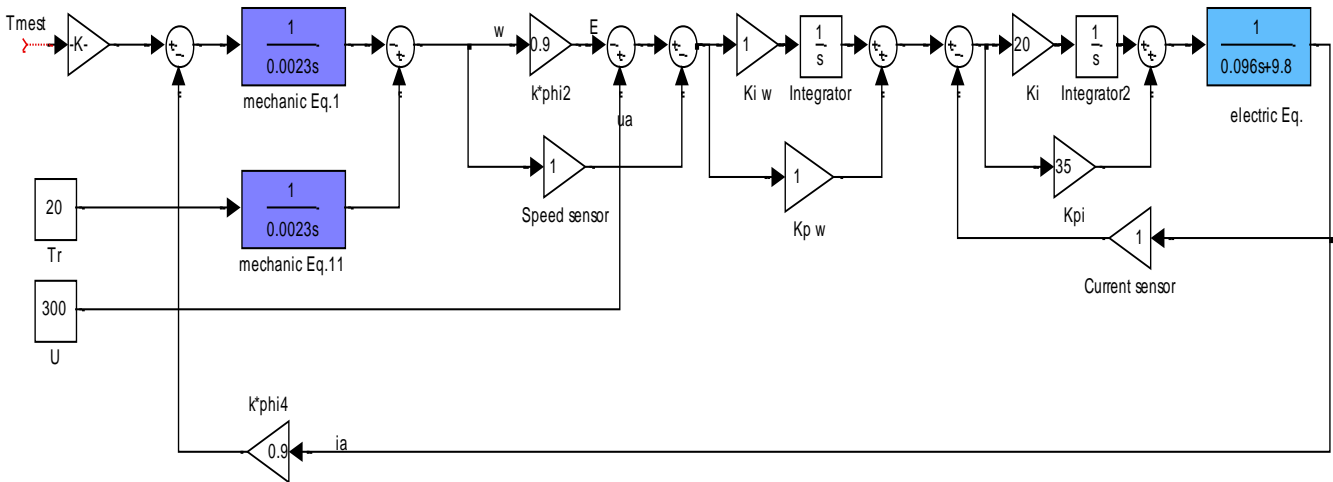 Tmest
-K-
1
0.0023s
mechanic Eq.1
w
0.9
k*phi2
E
ua
1
Ki w
1
s
Integrator
20
Ki
1
s
Integrator2
1
0.096s+9.8
electric Eq.
1
Speed sensor
1
Kp w
35
Kpi
20
Tr
1
0.0023s
mechanic Eq.11
1
Current sensor
300
U
k*phi4
0.9
ia